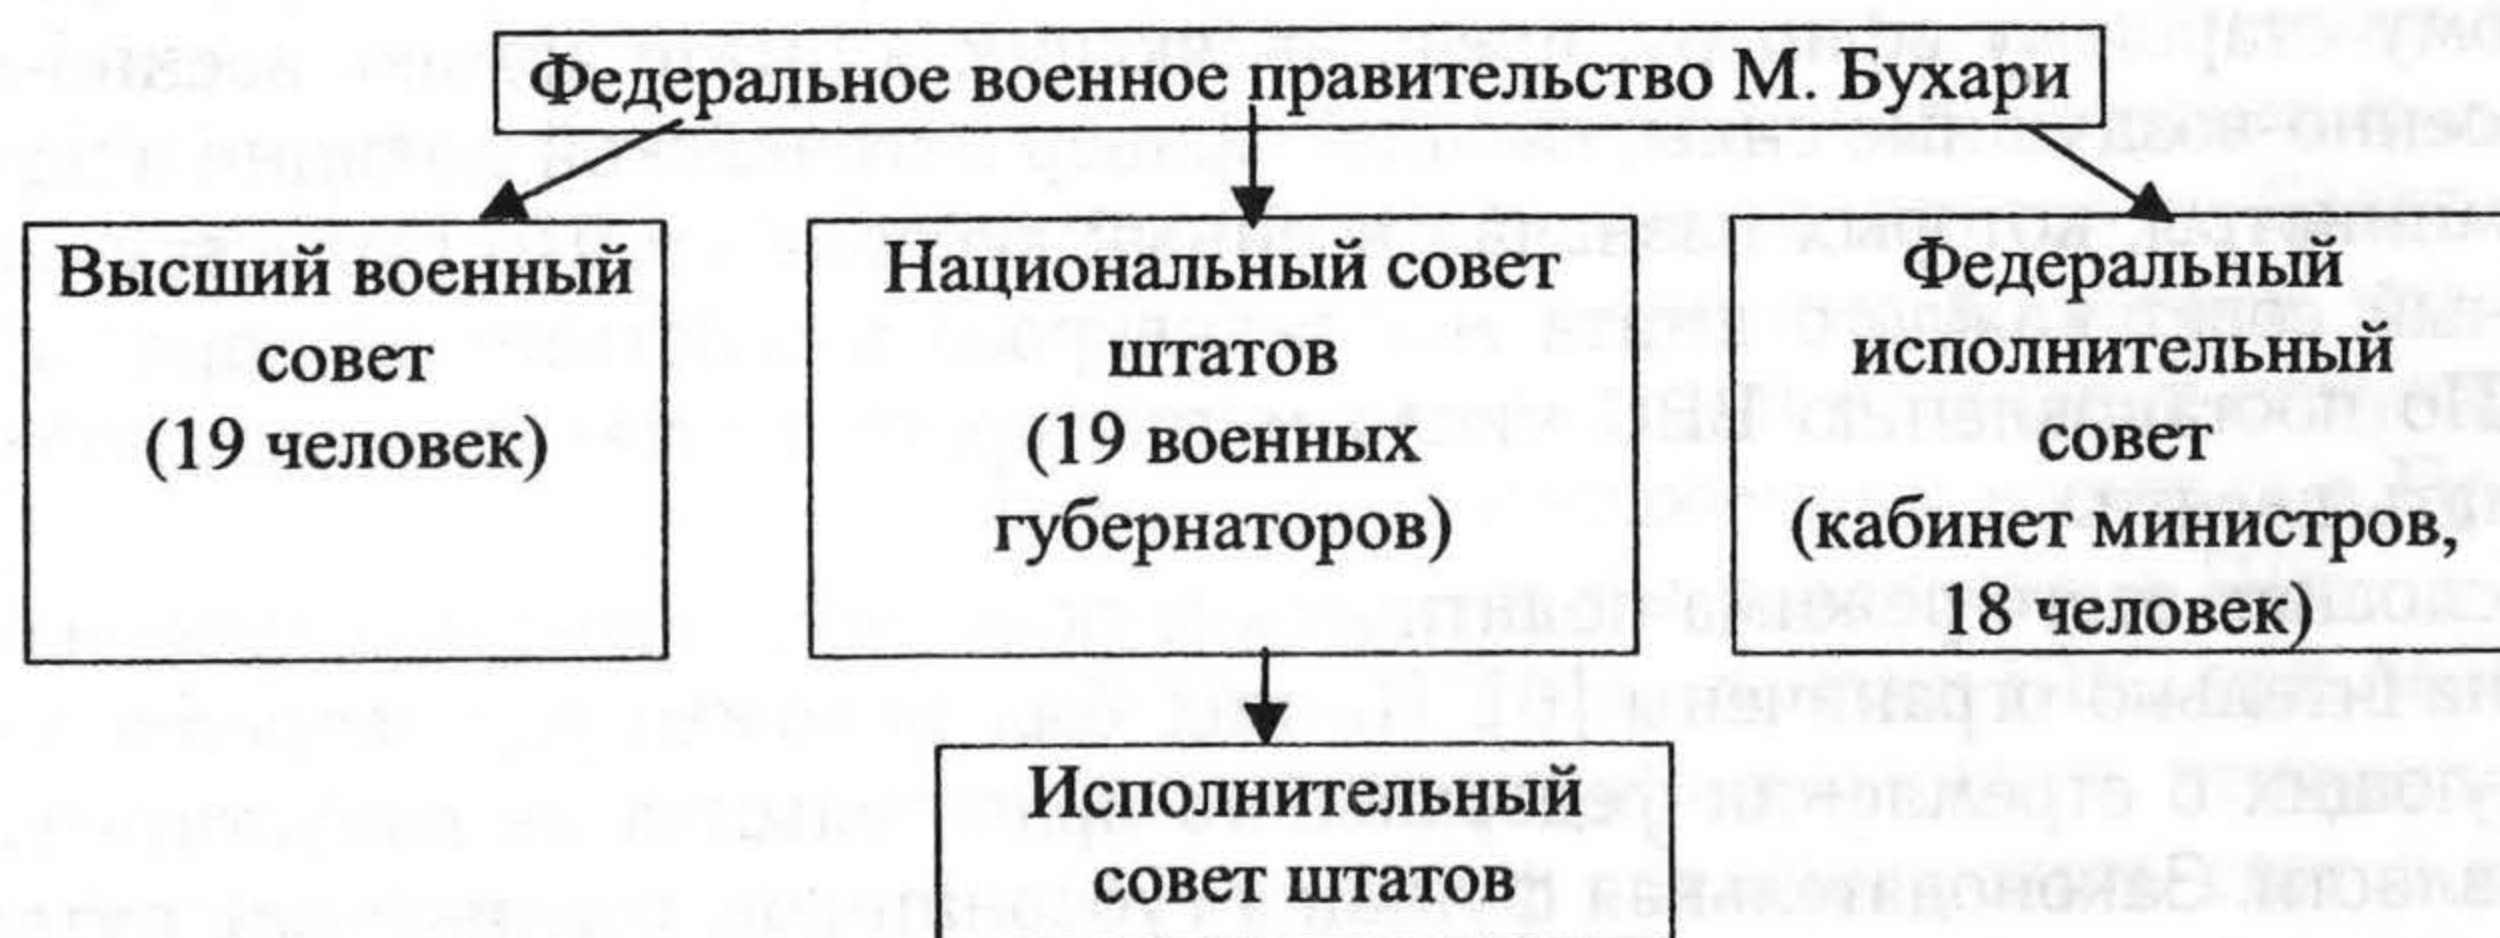 Федеральное военное правительство М. Бухари
Высший военный
совет
(19 человек)
Национальный совет
штатов
(19 военных
губернаторов)
Федеральный
исполнительный
совет
(кабинет министров,
18 человек)
Исполнительный
совет штатов